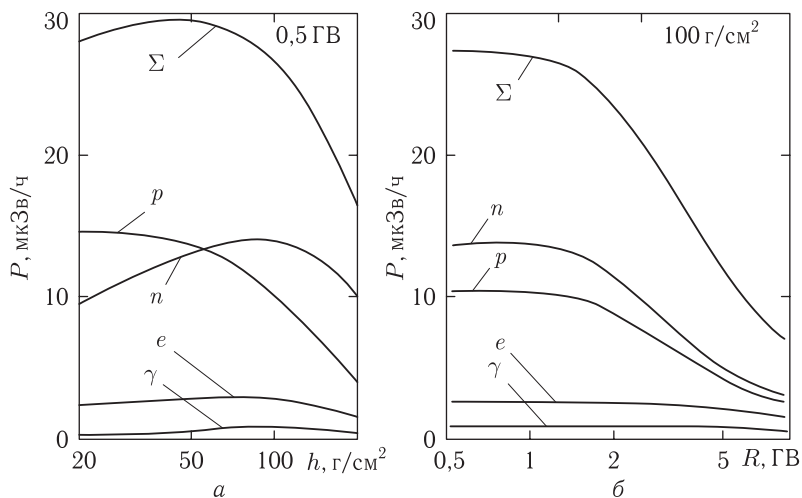 30
0,5 ГВ
Σ
20
p
P, мкЗв/ч
10
n
e
γ
0
20
50
100
h, г/см²
а
30
100 г/см²
Σ
20
n
P, мкЗв/ч
p
10
e
γ
0
0,5
1
2
5
R, ГВ
б